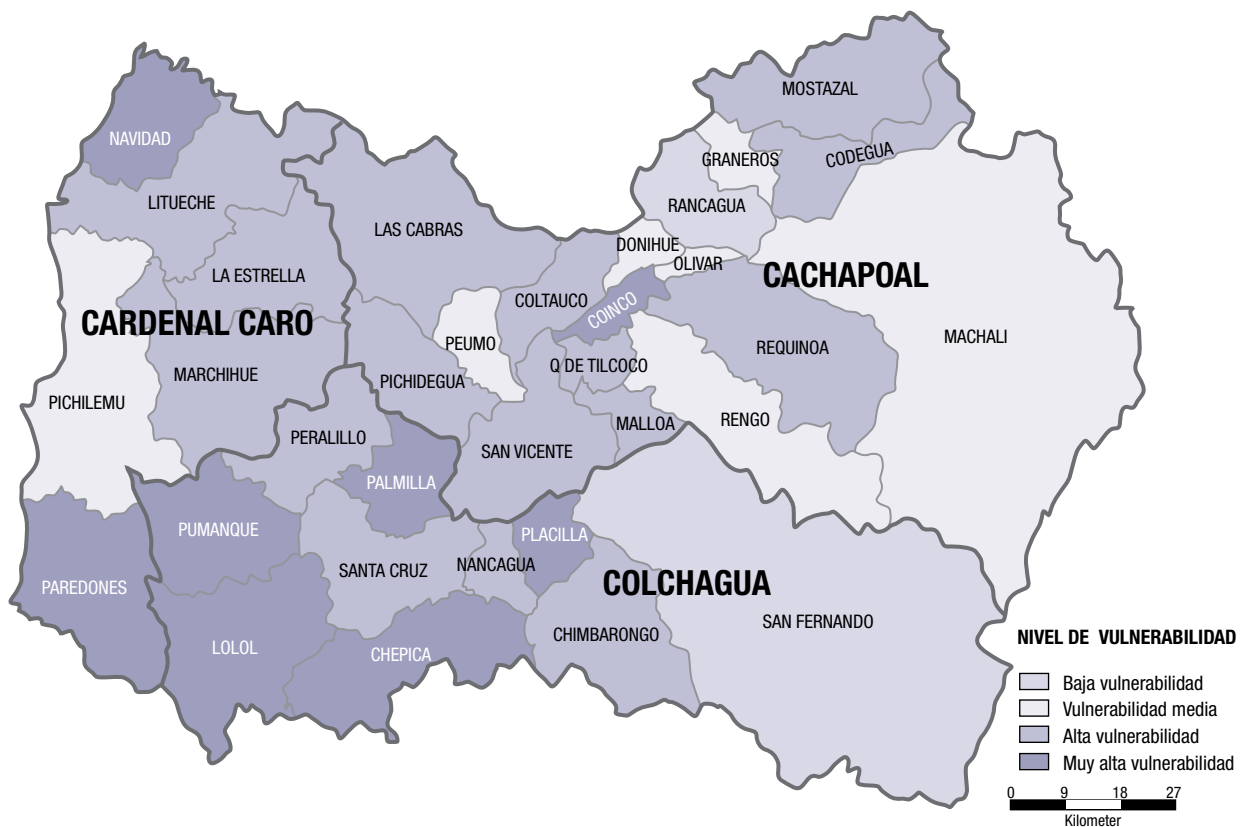 MOSTAZAL
NAVIDAD
GRANEROS
CODEGUA
LITUECHE
RANCAGUA
LAS CABRAS
DONIHUE
OLIVAR
LA ESTRELLA
CACHAPOAL
COLTAUCO
COINCO
CARDENAL CARO
PEUMO
REQUINOA
MACHALI
Q DE TILCOCO
MARCHIHUE
PICHIDEGUA
PICHILEMU
RENGO
MALLOA
PERALILLO
SAN VICENTE
PALMILLA
PUMANQUE
PLACILLA
NANCAGUA
SANTA CRUZ
COLCHAGUA
PAREDONES
SAN FERNANDO
CHIMBARONGO
LOLOL
CHEPICA
NIVEL DE VULNERABILIDAD
Baja vulnerabilidad
Vulnerabilidad media
Alta vulnerabilidad
Muy alta vulnerabilidad
0 9 18 27
Kilometer